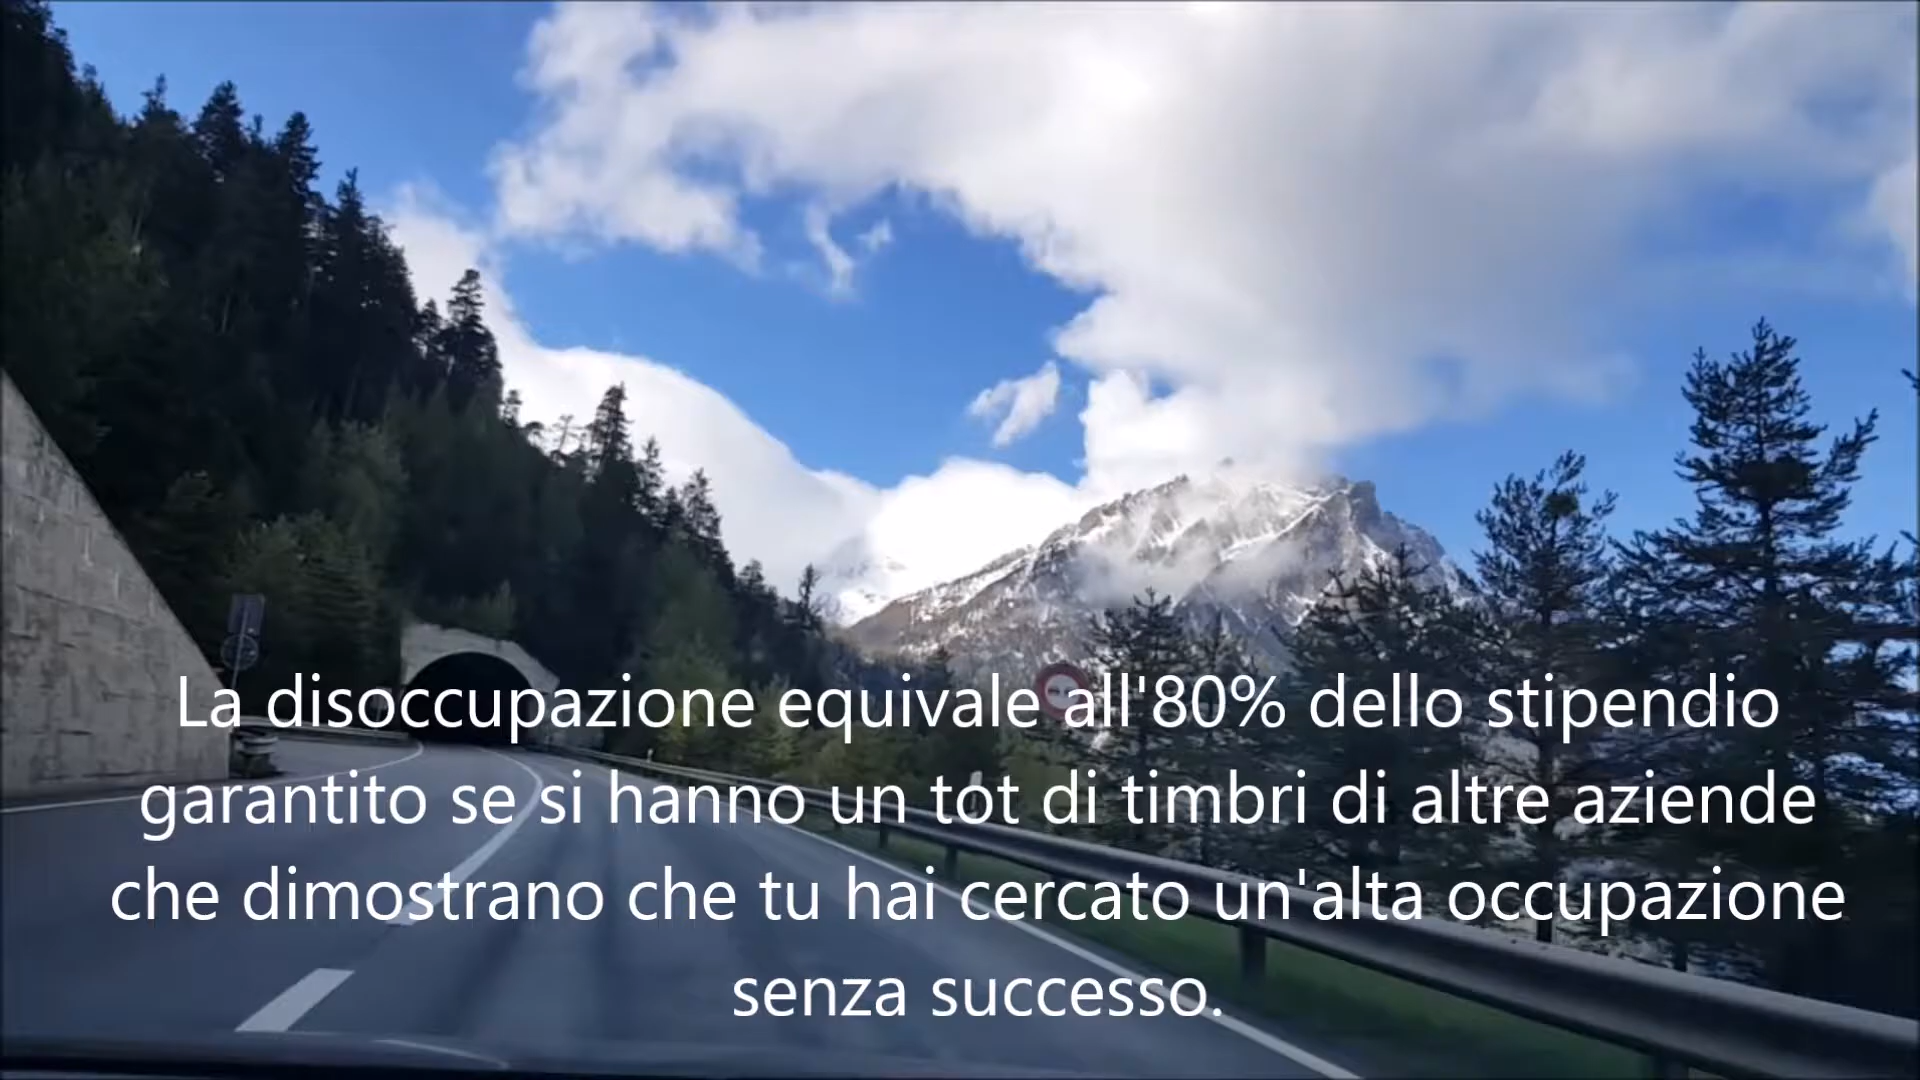 La disoccupazione equivale all'80% dello stipendio
garantito se si hanno un tot di timbri di altre aziende
che dimostrano che tu hai cercato un'alta occupazione
senza successo.